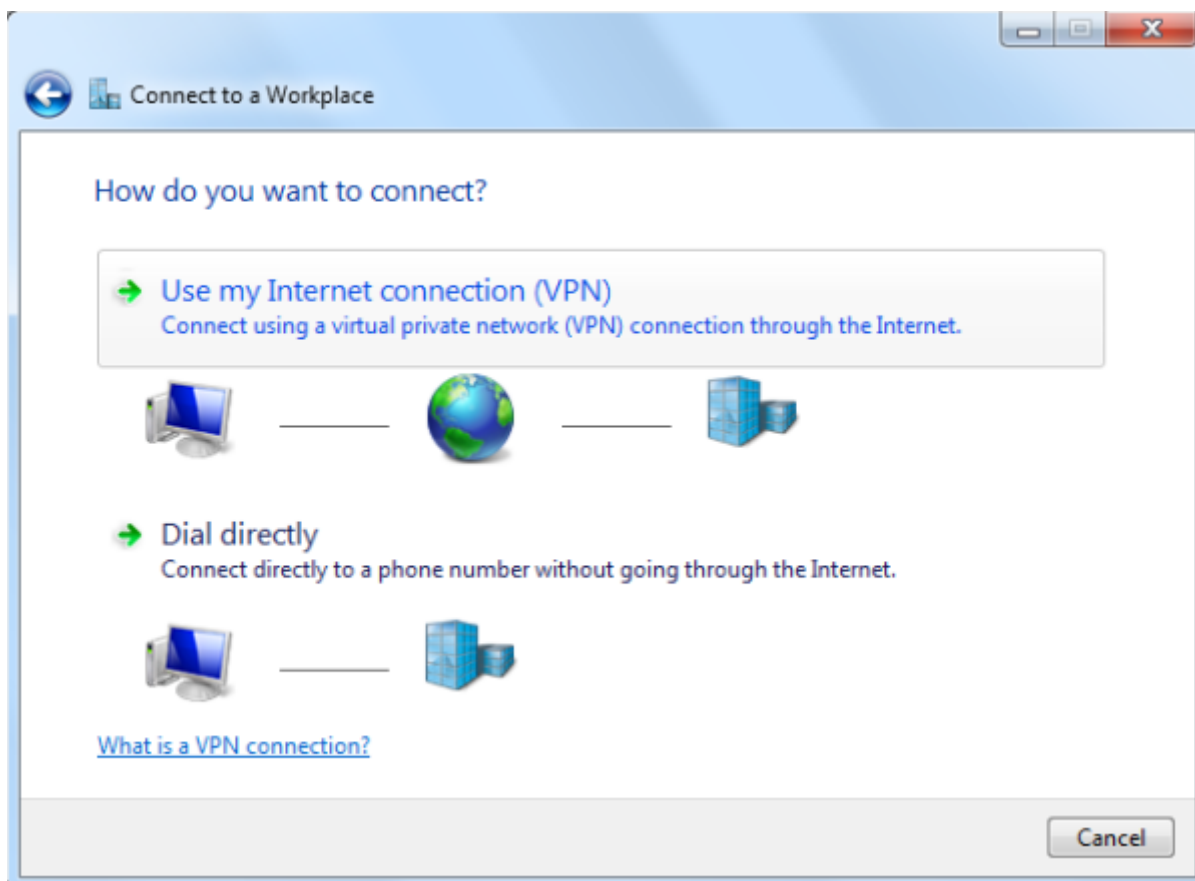 Connect to a Workplace
How do you want to connect?
Use my Internet connection (VPN)
Connect using a virtual private network (VPN) connection through the Internet.
Dial directly
Connect directly to a phone number without going through the Internet.
What is a VPN connection?
Cancel